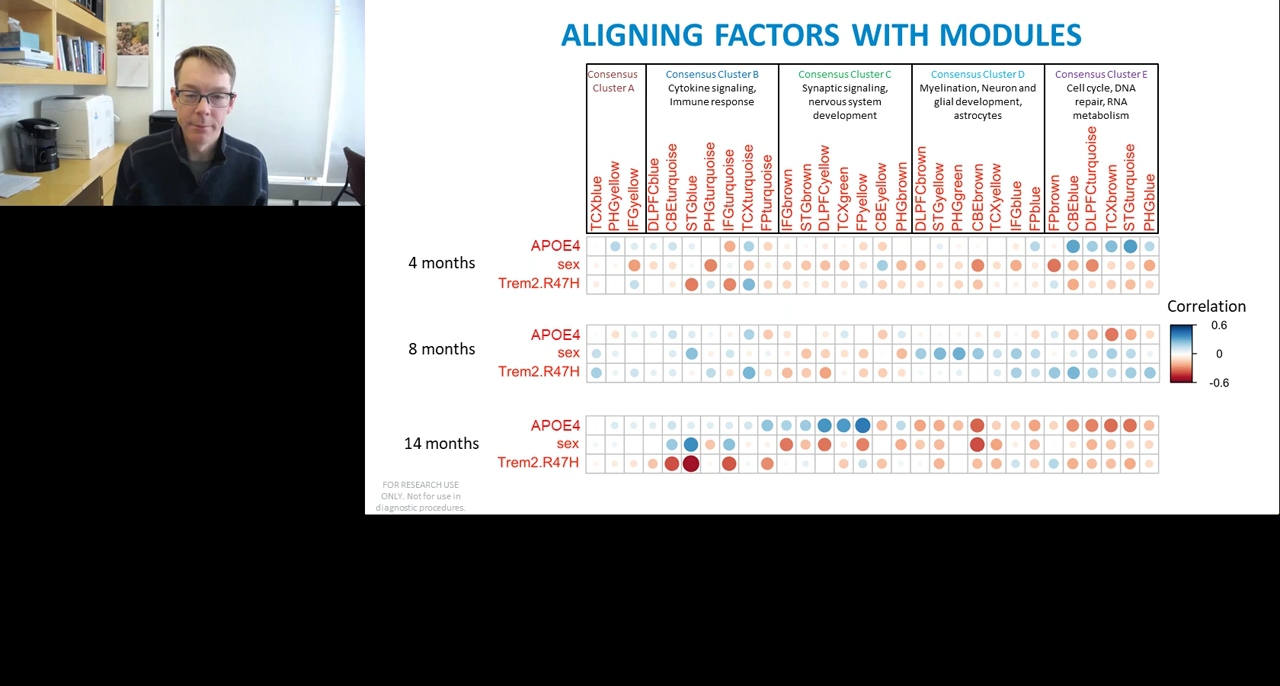 ALIGNING FACTORS WITH MODULES
Consensus
Cluster A
Consensus Cluster B
Cytokine signaling,
Immune response
Consensus Cluster C
Synaptic signaling,
nervous system
development
Consensus Cluster D
Myelination, Neuron and
glial development,
astrocytes
Consensus Cluster E
Cell cycle, DNA
repair, RNA
metabolism
TCXblue
PHGyellow
IFGyellow
DLPFCblue
CBEturquoise
STGblue
PHGturquoise
IFGturquoise
TCXturquoise
FPturquoise
IFGbrown
STGbrown
DLPFCyellow
TCXgreen
FPyellow
CBEyellow
PHGbrown
DLPFCbrown
STGyellow
PHGgreen
CBEbrown
TCXyellow
IFGblue
FPblue
FPbrown
CBEblue
DLPFCturquoise
TCXbrown
STGturquoise
PHGblue
4 months
APOE4
sex
Trem2.R47H
8 months
APOE4
sex
Trem2.R47H
14 months
APOE4
sex
Trem2.R47H
Correlation
0.6
0
-0.6
FOR RESEARCH USE
ONLY. Not for use in
diagnostic procedures.